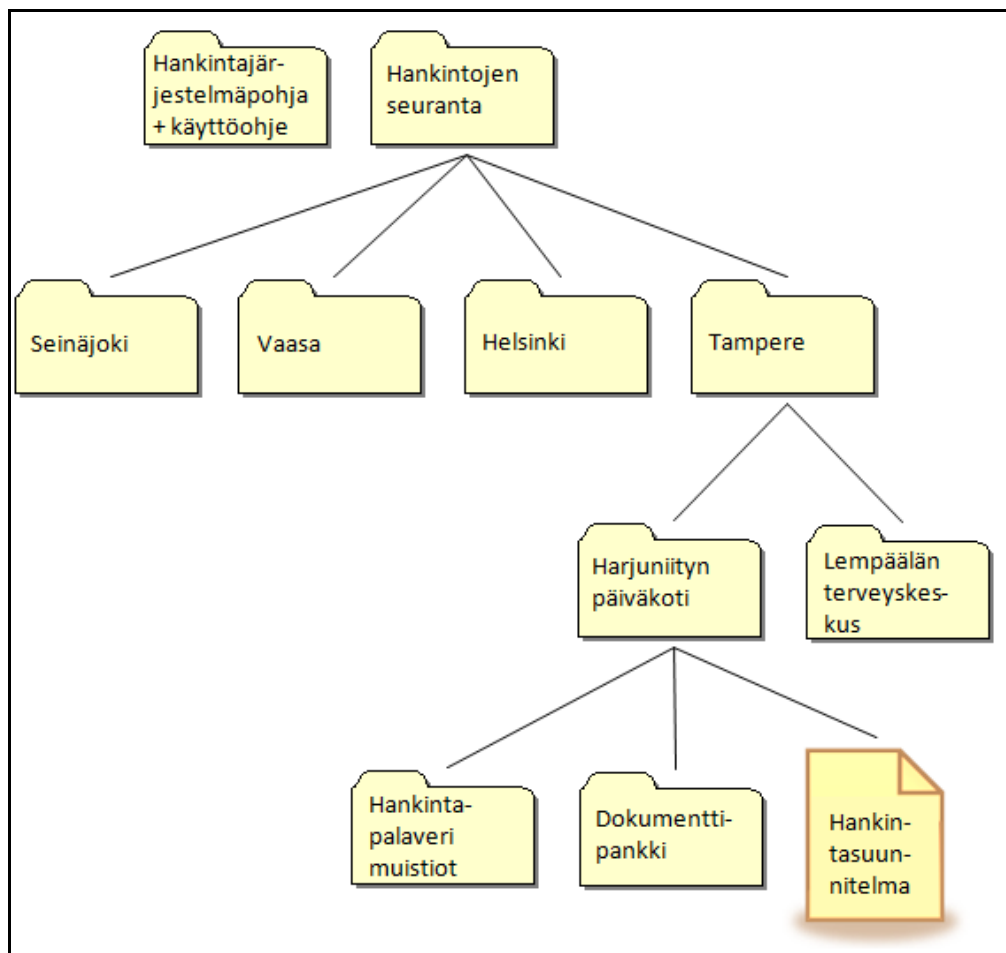 Hankintajär-
jestelmäpohja
+ käyttöohje
Hankintojen
seuranta
Seinäjoki
Vaasa
Helsinki
Tampere
Harjuniityn
päiväkoti
Lempäälän
terveyskes-
kus
Hankinta-
palaveri
muistiot
Dokumentti-
pankki
Hankin-
tasuun-
nitelma